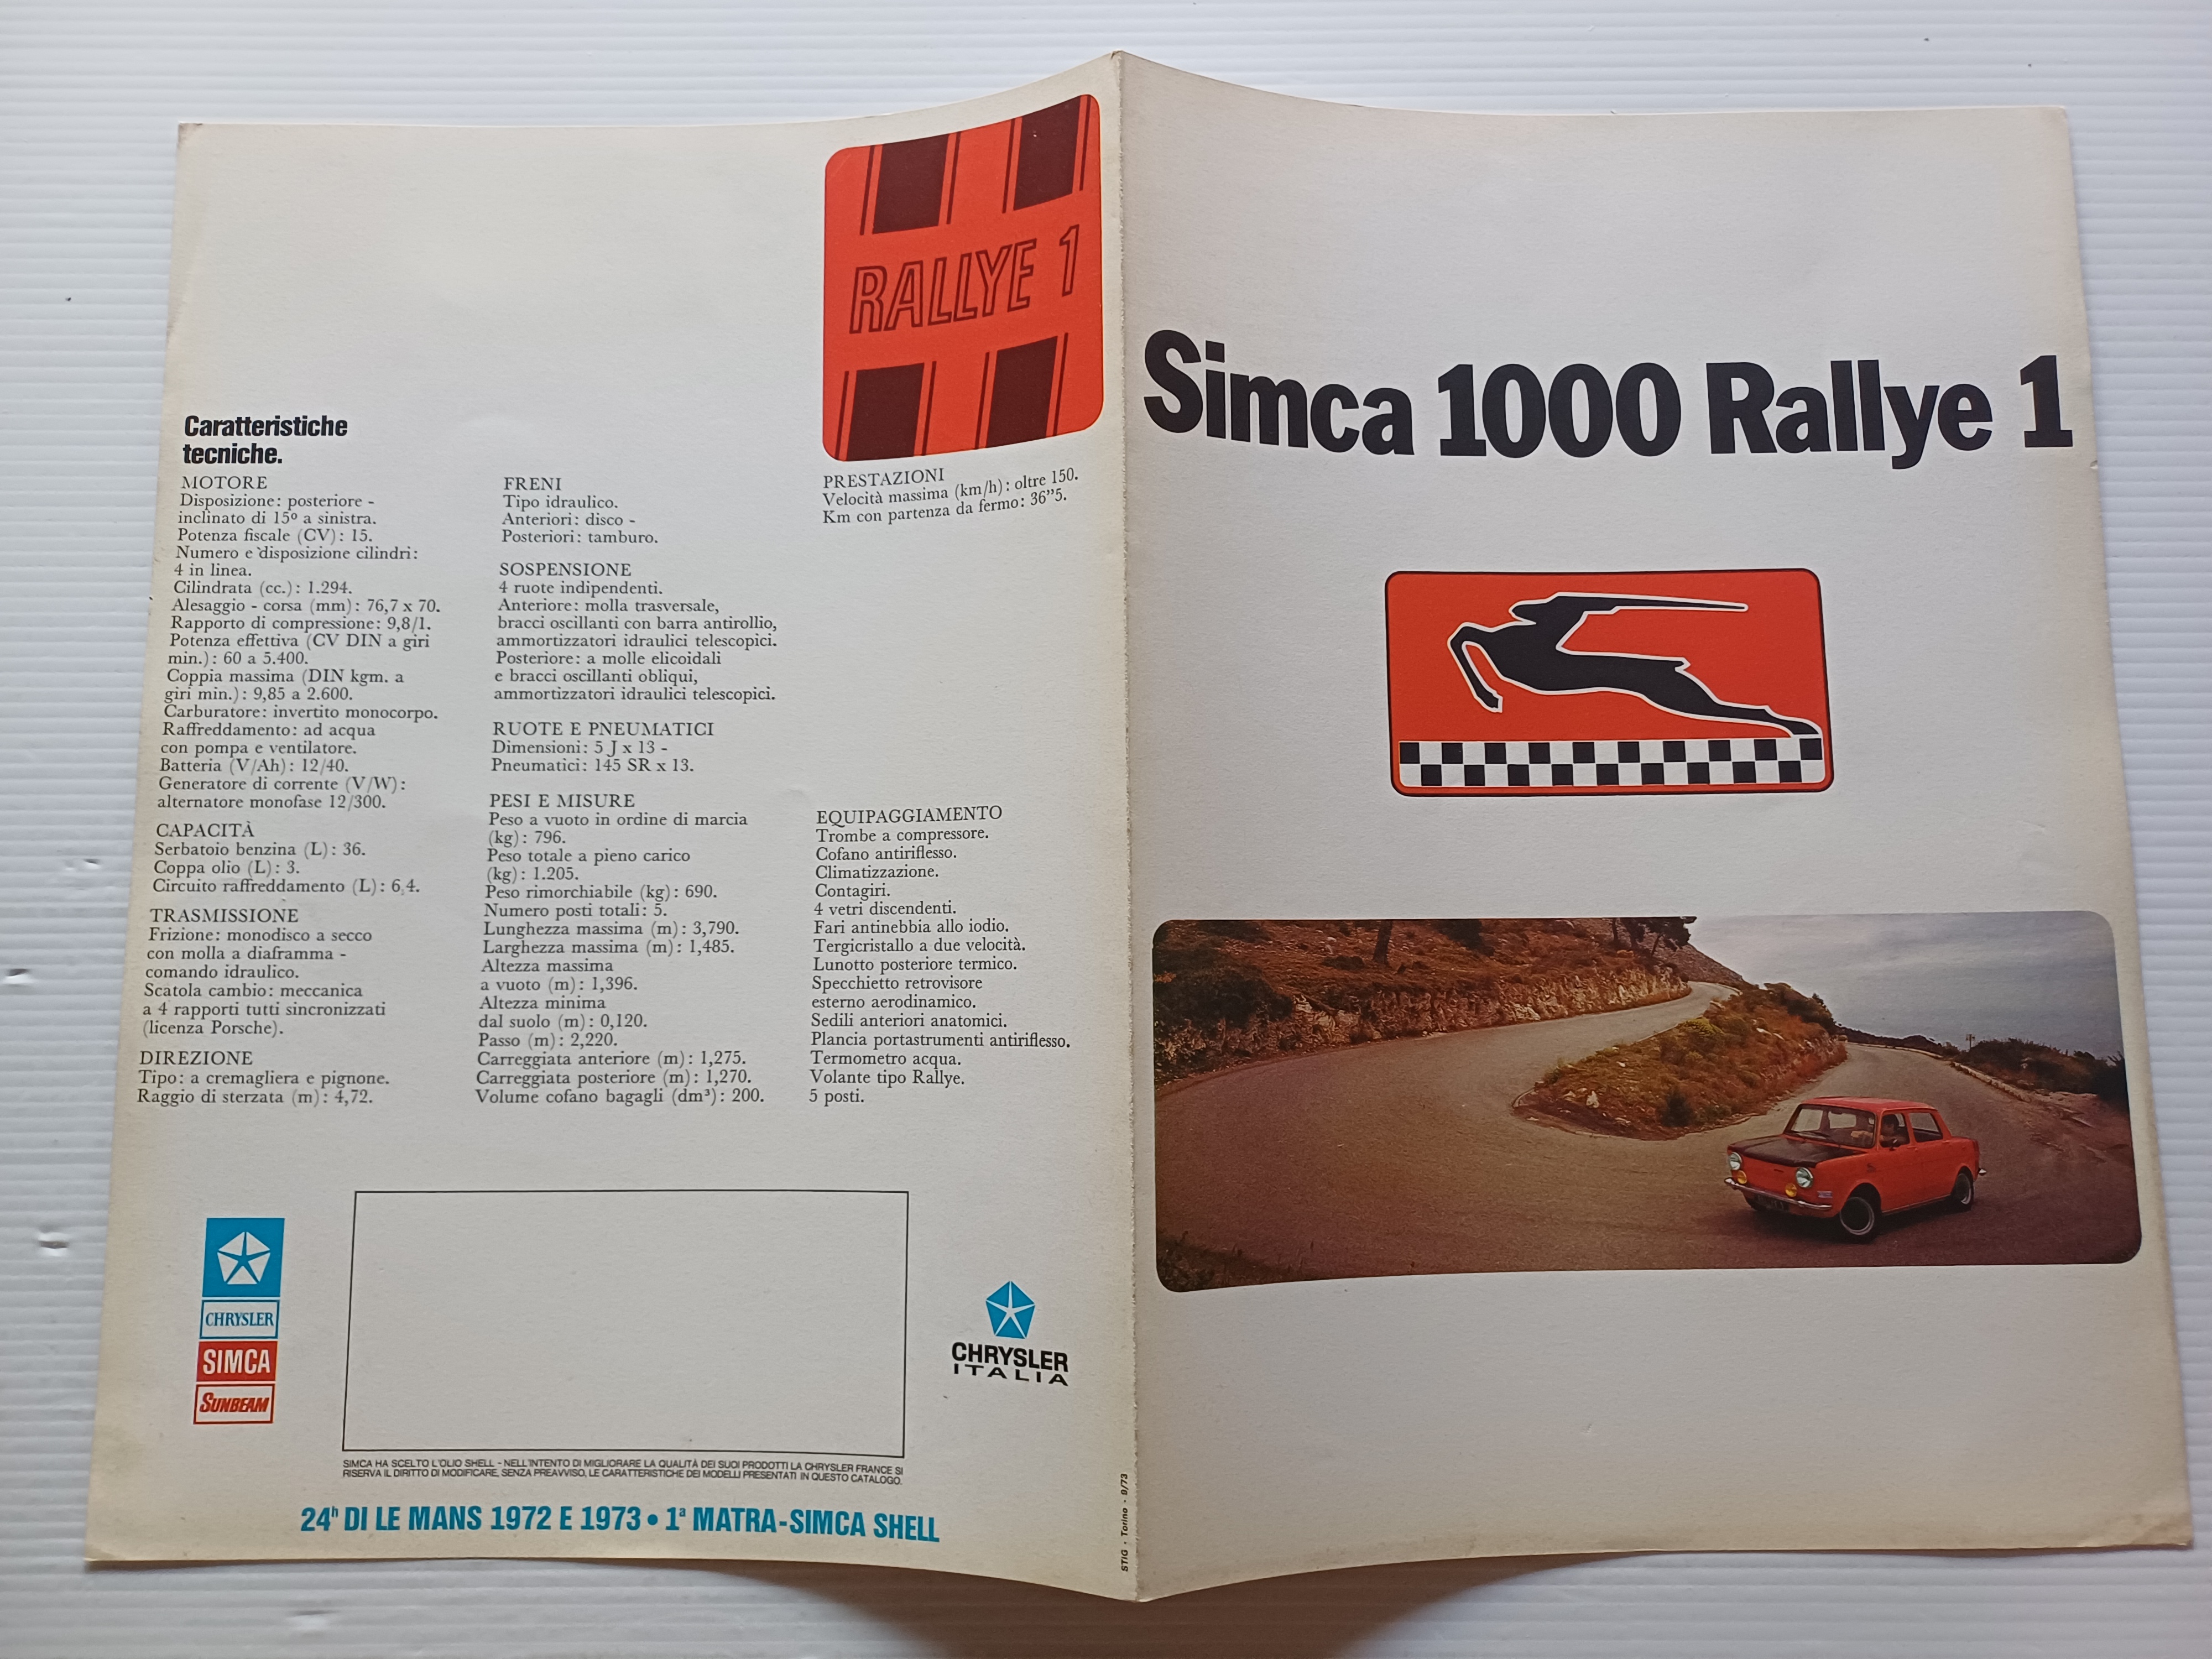 RALLYE 1
Caratteristiche
tecniche.
MOTORE
Disposizione: posteriore -
inclinato di 15º a sinistra.
Potenza fiscale (CV): 15.
Numero e disposizione cilindri:
4 in linea.
Cilindrata (cc.): 1.294.
Alesaggio - corsa (mm): 76,7 x 70.
Rapporto di compressione: 9,8/1.
Potenza effettiva (CV DIN a giri
min.): 60 a 5.400.
Coppia massima (DIN kgm. a
giri min.): 9,85 a 2.600.
Carburatore: invertito monocorpo.
Raffreddamento: ad acqua
con pompa e ventilatore.
Batteria (V/Ah): 12/40.
Generatore di corrente (V/W):
alternatore monofase 12/300.
CAPACITÀ
Serbatoio benzina (L): 36.
Coppa olio (L): 3.
Circuito raffreddamento (L): 6,4.
TRASMISSIONE
Frizione: monodisco a secco
con molla a diaframma -
comando idraulico.
Scatola cambio: meccanica
a 4 rapporti tutti sincronizzati
(licenza Porsche).
DIREZIONE
Tipo: a cremagliera e pignone.
Raggio di sterzata (m): 4,72.
FRENI
Tipo idraulico.
Anteriori: disco -
Posteriori: tamburo.
SOSPENSIONE
4 ruote indipendenti.
Anteriore: molla trasversale,
bracci oscillanti con barra antirollio,
ammortizzatori idraulici telescopici.
Posteriore: a molle elicoidali
e bracci oscillanti obliqui,
ammortizzatori idraulici telescopici.
RUOTE E PNEUMATICI
Dimensioni: 5 J x 13 -
Pneumatici: 145 SR x 13.
PESI E MISURE
Peso a vuoto in ordine di marcia
(kg): 796.
Peso totale a pieno carico
(kg): 1.205.
Peso rimorchiabile (kg): 690.
Numero posti totali: 5.
Lunghezza massima (m): 3,790.
Larghezza massima (m): 1,485.
Altezza massima
a vuoto (m): 1,396.
Altezza minima
dal suolo (m): 0,120.
Passo (m): 2,220.
Carreggiata anteriore (m): 1,275.
Carreggiata posteriore (m): 1,270.
Volume cofano bagagli (dm³): 200.
PRESTAZIONI
Velocità massima (km/h): oltre 150.
Km con partenza da fermo: 36”5.
EQUIPAGGIAMENTO
Trombe a compressore.
Cofano antiriflesso.
Climatizzazione.
Contagiri.
4 vetri discendenti.
Fari antinebbia allo iodio.
Tergicristallo a due velocità.
Lunotto posteriore termico.
Specchietto retrovisore
esterno aerodinamico.
Sedili anteriori anatomici.
Plancia portastrumenti antiriflesso.
Termometro acqua.
Volante tipo Rallye.
5 posti.
CHRYSLER
SIMCA
SUNBEAM
CHRYSLER
ITALIA
SIMCA HA SCELTO L'OLIO SHELL - NELL'INTENTO DI MIGLIORARE LA QUALITÀ DEI SUOI PRODOTTI LA CHRYSLER FRANCE SI
RISERVA IL DIRITTO DI MODIFICARE, SENZA PREAVVISO, LE CARATTERISTICHE DEI MODELLI PRESENTATI IN QUESTO CATALOGO.
24h DI LE MANS 1972 E 1973 • 1ª MATRA-SIMCA SHELL
STIG - Torino - 9/73
Simca 1000 Rallye 1